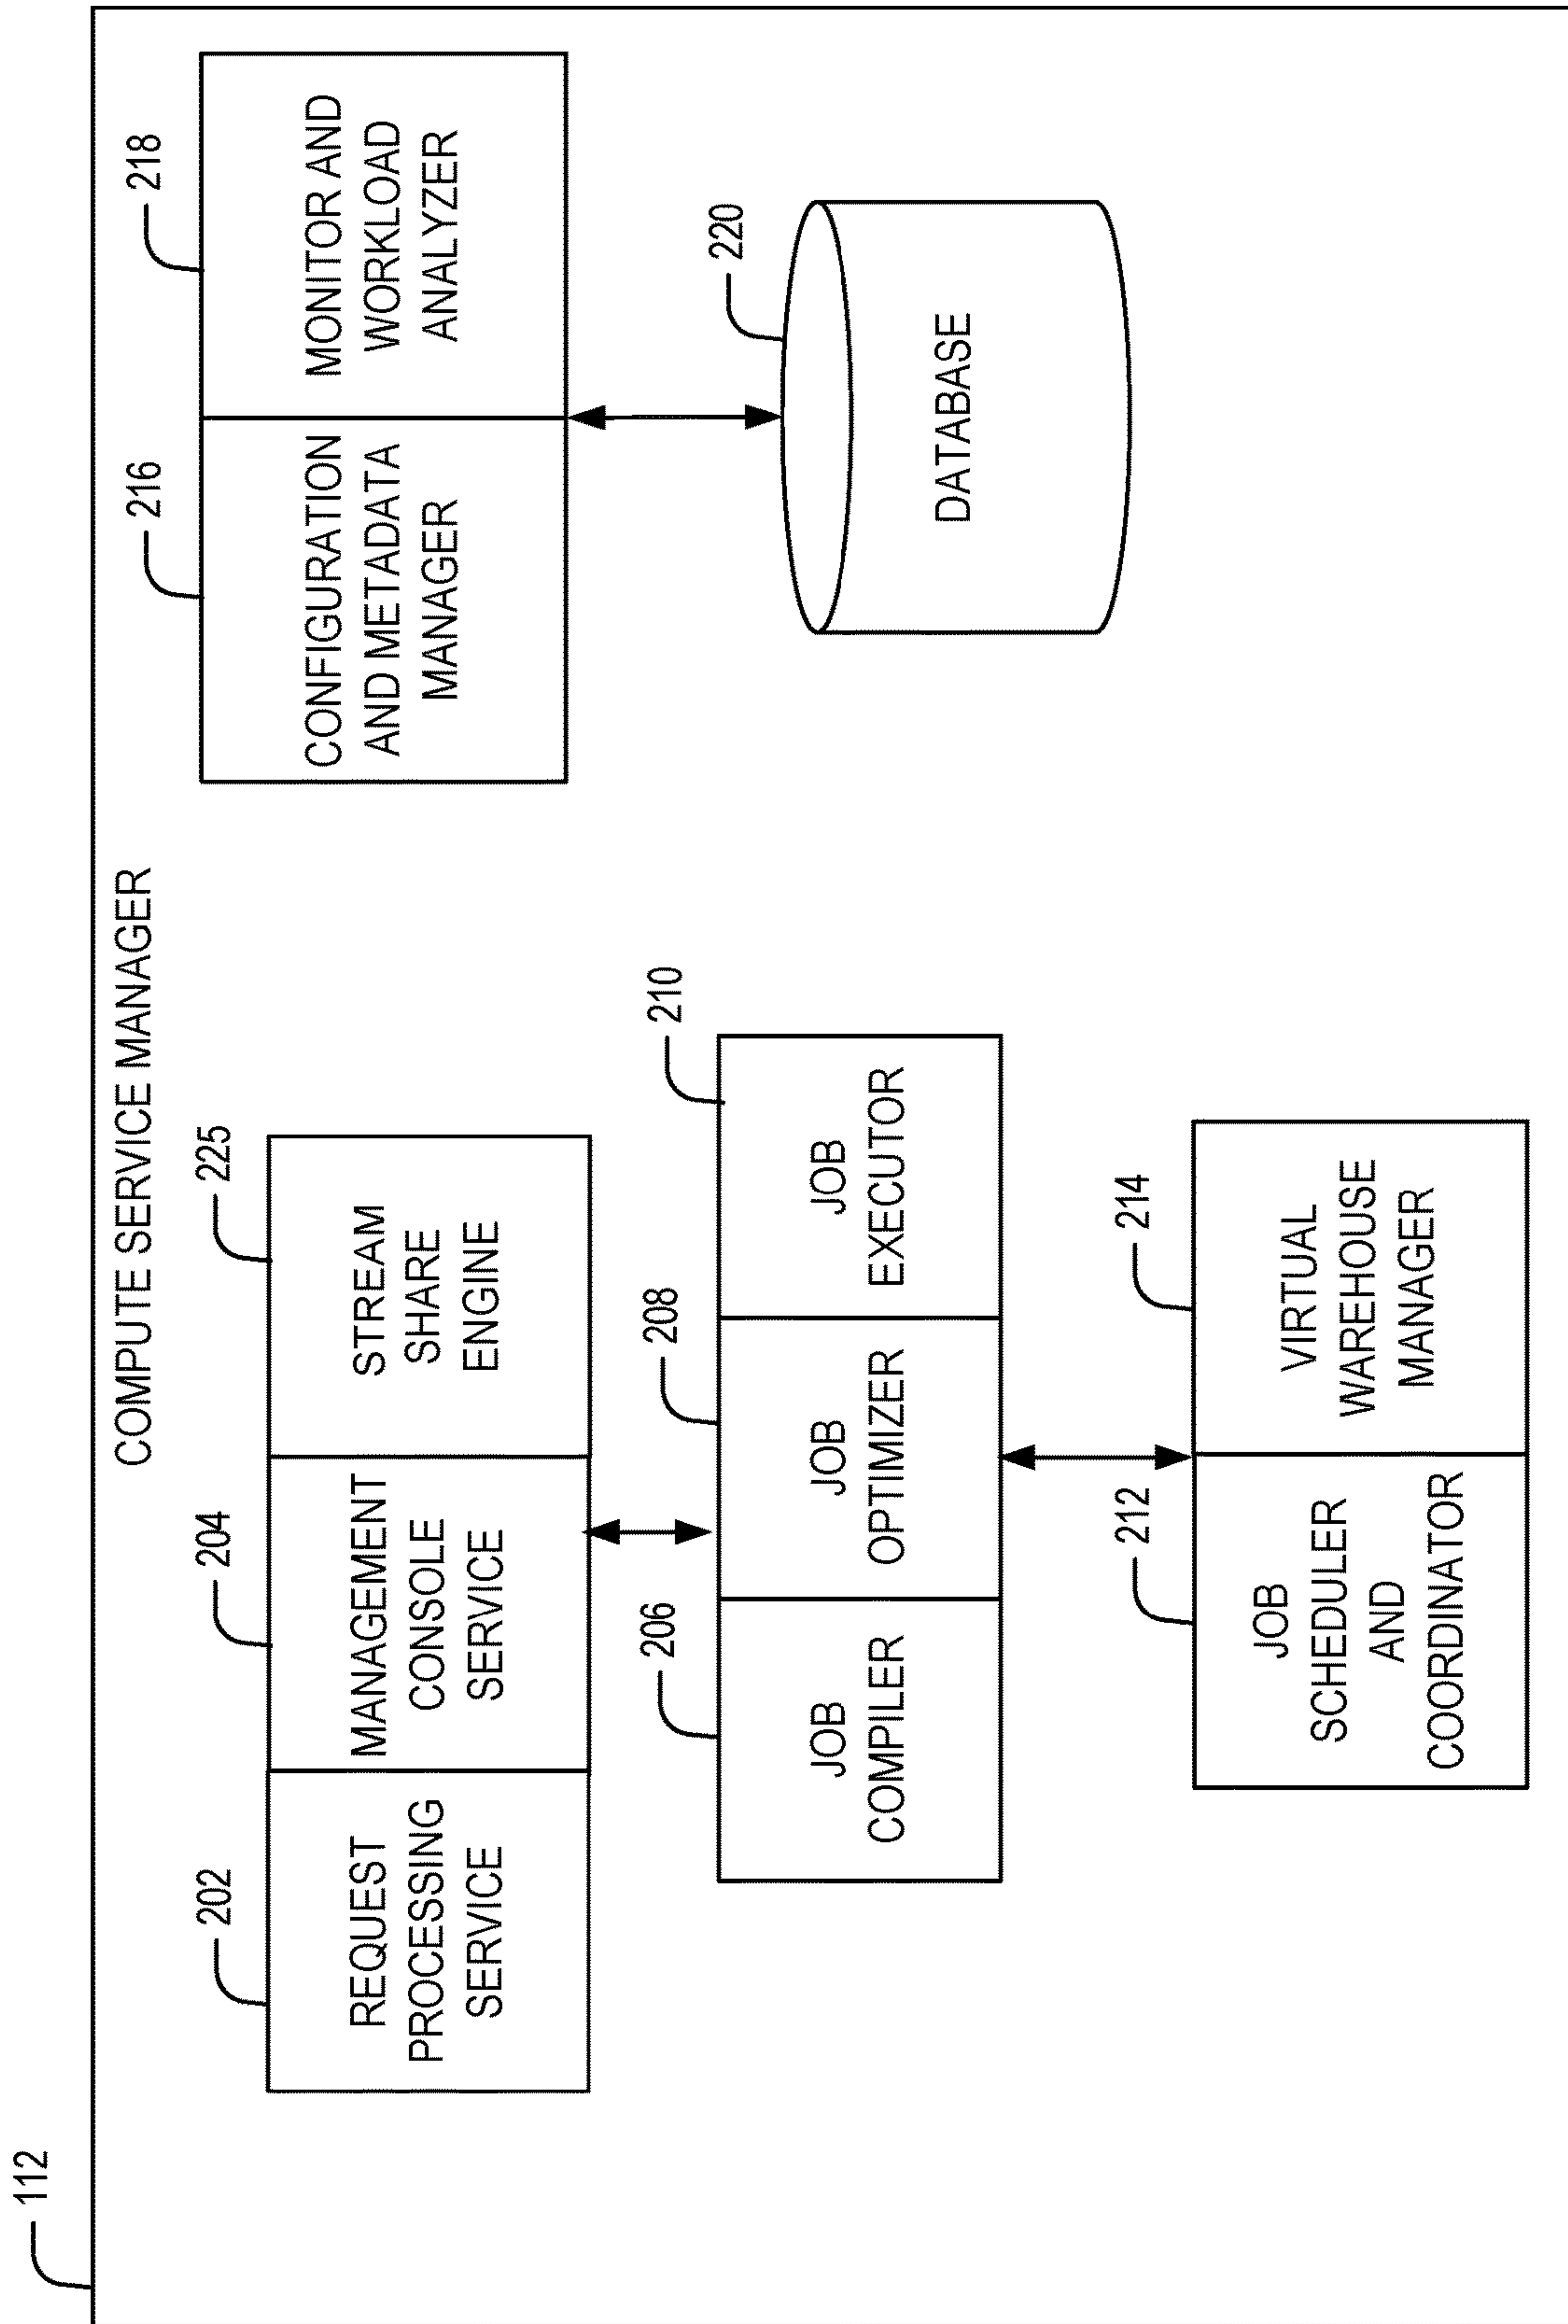 112
COMPUTE SERVICE MANAGER
202
REQUEST
PROCESSING
SERVICE
204
MANAGEMENT
CONSOLE
SERVICE
225
STREAM
SHARE
ENGINE
206
JOB
COMPILER
208
JOB
OPTIMIZER
210
JOB
EXECUTOR
212
JOB
SCHEDULER
AND
COORDINATOR
214
VIRTUAL
WAREHOUSE
MANAGER
216
CONFIGURATION
AND METADATA
MANAGER
218
MONITOR AND
WORKLOAD
ANALYZER
220
DATABASE